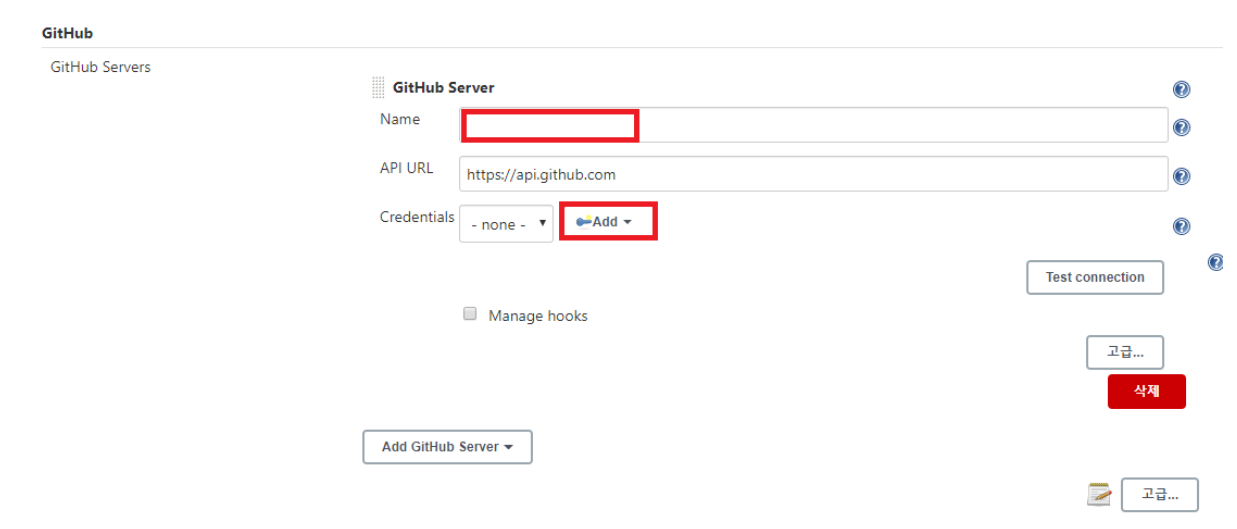 GitHub
GitHub Servers
GitHub Server
Name
API URL
https://api.github.com
Credentials
- none -
Add
Test connection
Manage hooks
고급...
삭제
Add GitHub Server
고급...